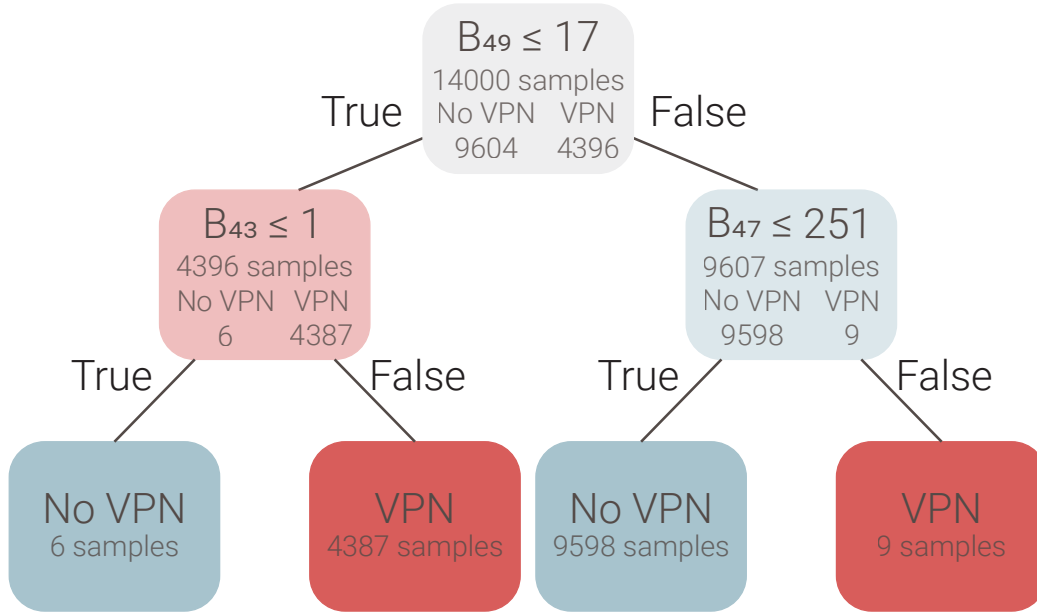 B₄₉ ≤ 17
14000 samples
No VPN VPN
9604 4396
True
False
B₄₃ ≤ 1
4396 samples
No VPN VPN
6 4387
B₄₇ ≤ 251
9607 samples
No VPN VPN
9598 9
True
False
True
False
No VPN
6 samples
VPN
4387 samples
No VPN
9598 samples
VPN
9 samples